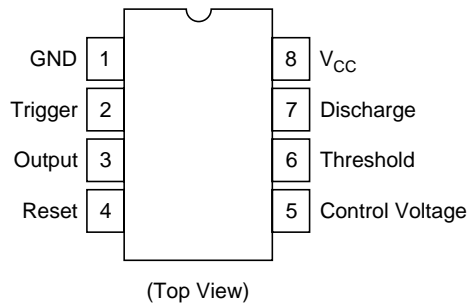 GND 1 8 VCC
Trigger 2 7 Discharge
Output 3 6 Threshold
Reset 4 5 Control Voltage
(Top View)